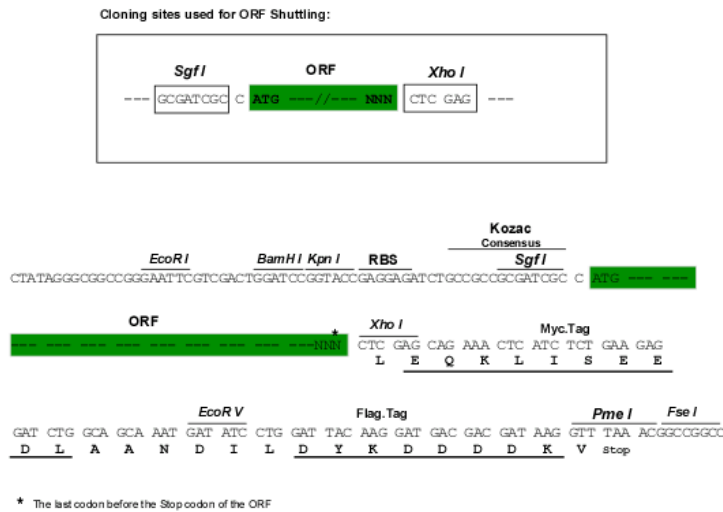 Cloning sites used for ORF Shuttling:
Sgf I ORF Xho I
--- GCGATCGC C ATG ---//--- NNN CTC GAG ---
Kozac
Consensus
EcoR I BamH I Kpn I RBS Sgf I
CTATAGGGCGGCCGGGAATTCGTCGACTGGATCCGGTACCGAGGAGATCTGCCGCCGCGATCGC C ATG --- ---
ORF
* Xho I Myc.Tag
--- --- --- --- --- --- --- --- --- --- ---NNN CTC GAG CAG AAA CTC ATC TCT GAA GAG
L E Q K L I S E E
EcoR V Flag.Tag Pme I Fse I
GAT CTG GCA GCA AAT GAT ATC CTG GAT TAC AAG GAT GAC GAC GAT AAG GTT TAA ACGGCCGGCC
D L A A N D I L D Y K D D D D K V Stop
* The last codon before the Stop codon of the ORF